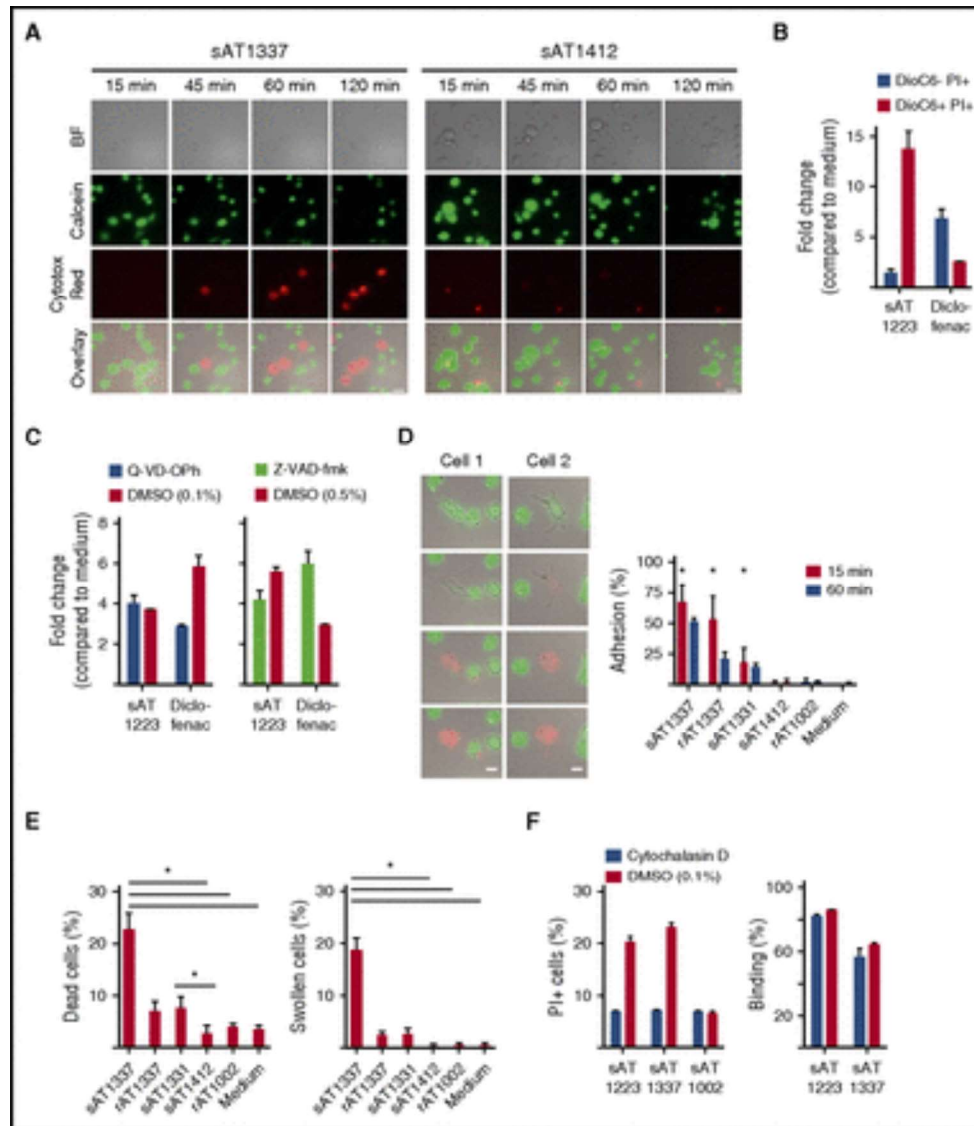 A
sAT1337
sAT1412
15 min 45 min 60 min 120 min
15 min 45 min 60 min 120 min
BF
Calcein
Cytotox Red
Overlay
B
DioC6- PI+
DioC6+ PI+
Fold change
(compared to medium)
15
10
5
sAT 1223
Diclo-fenac
C
Q-VD-OPh
DMSO (0.1%)
Z-VAD-fmk
DMSO (0.5%)
Fold change
(compared to medium)
8
6
4
2
sAT 1223
Diclo-fenac
sAT 1223
Diclo-fenac
D
Cell 1
Cell 2
Adhesion (%)
100
75
50
25
* * *
15 min
60 min
sAT1337
rAT1337
sAT1331
sAT1412
rAT1002
Medium
E
Dead cells (%)
30
20
10
*
*
sAT1337
rAT1337
sAT1331
sAT1412
rAT1002
Medium
Swollen cells (%)
30
20
10
*
sAT1337
rAT1337
sAT1331
sAT1412
rAT1002
Medium
F
Cytochalasin D
DMSO (0.1%)
PI+ cells (%)
30
20
10
sAT 1223
sAT 1337
sAT 1002
Binding (%)
100
60
20
sAT 1223
sAT 1337